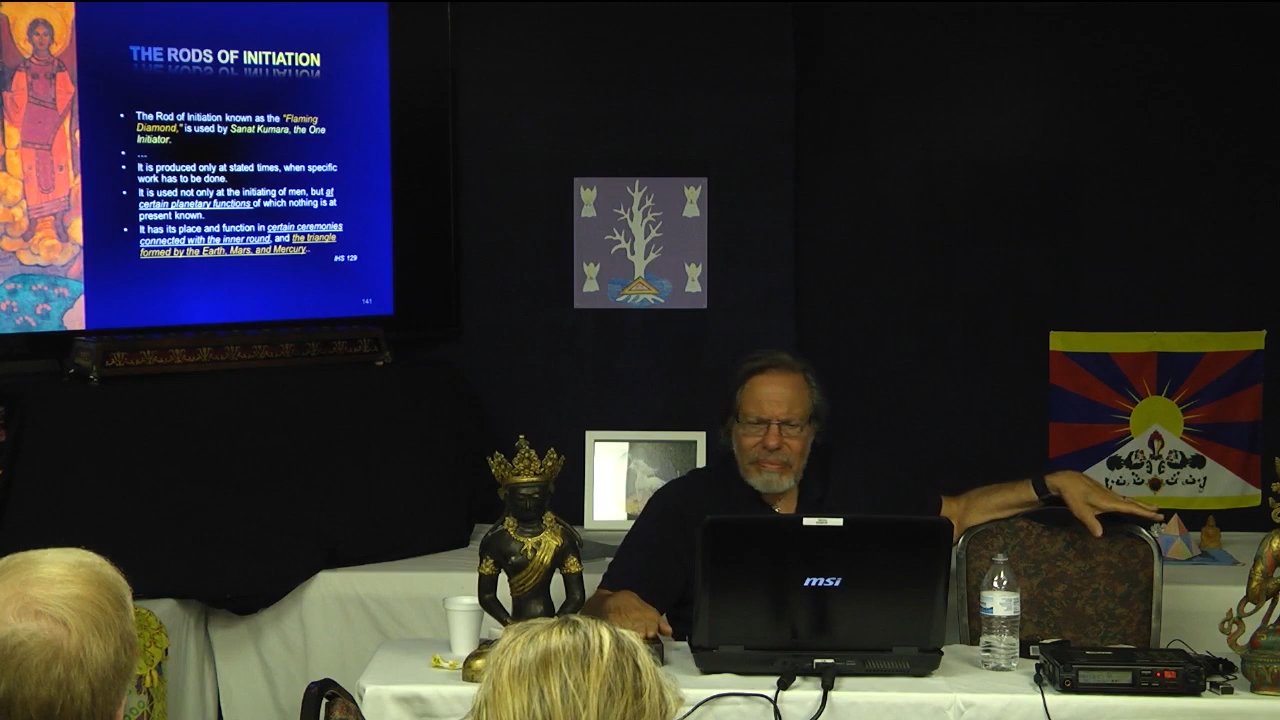 THE RODS OF INITIATION
• The Rod of Initiation known as the "Flaming
Diamond," is used by Sanat Kumara, the One
Initiator.
• ...
• It is produced only at stated times, when specific
work has to be done.
• It is used not only at the initiating of men, but at
certain planetary functions of which nothing is at
present known.
• It has its place and function in certain ceremonies
connected with the inner round, and the triangle
formed by the Earth, Mars, and Mercury..
IHS 129
141
msi